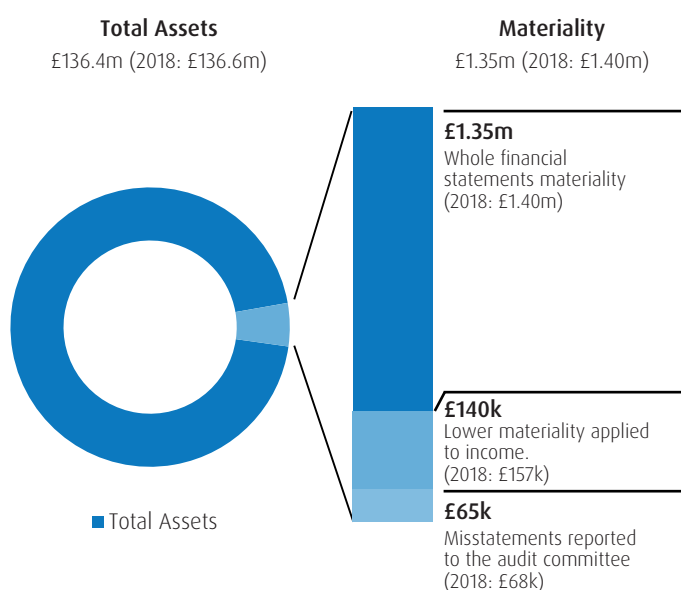 Total Assets
£136.4m (2018: £136.6m)
Materiality
£1.35m (2018: £1.40m)
£1.35m
Whole financial
statements materiality
(2018: £1.40m)
£140k
Lower materiality applied
to income.
(2018: £157k)
£65k
Misstatements reported
to the audit committee
(2018: £68k)
Total Assets